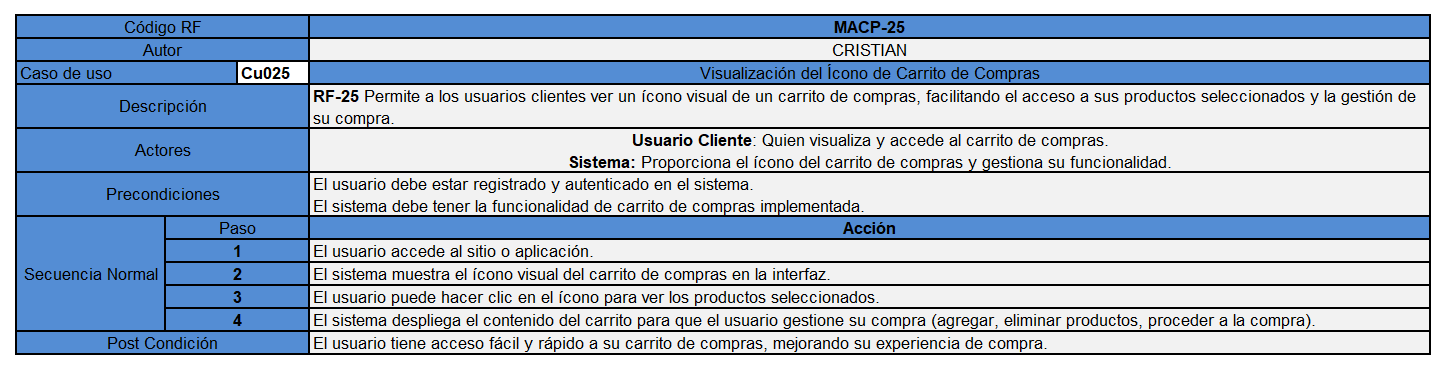 Código RF MACP-25
Autor CRISTIAN
Caso de uso Cu025 Visualización del Ícono de Carrito de Compras
Descripción
RF-25 Permite a los usuarios clientes ver un ícono visual de un carrito de compras, facilitando el acceso a sus productos seleccionados y la gestión de
su compra.
Actores
Usuario Cliente: Quien visualiza y accede al carrito de compras.
Sistema: Proporciona el ícono del carrito de compras y gestiona su funcionalidad.
Precondiciones
El usuario debe estar registrado y autenticado en el sistema.
El sistema debe tener la funcionalidad de carrito de compras implementada.
Secuencia Normal
Paso Acción
1 El usuario accede al sitio o aplicación.
2 El sistema muestra el ícono visual del carrito de compras en la interfaz.
3 El usuario puede hacer clic en el ícono para ver los productos seleccionados.
4 El sistema despliega el contenido del carrito para que el usuario gestione su compra (agregar, eliminar productos, proceder a la compra).
Post Condición El usuario tiene acceso fácil y rápido a su carrito de compras, mejorando su experiencia de compra.